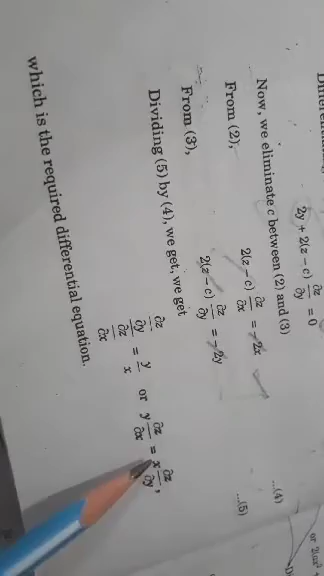 2y + 2(z − c) ∂z/∂y = 0
Now, we eliminate c between (2) and (3)
From (2), 2(z − c) ∂z/∂x = −2x ...(4)
From (3), 2(z − c) ∂z/∂y = −2y ...(5)
Dividing (5) by (4), we get, we get
(∂z/∂y)/(∂z/∂x) = y/x or y ∂z/∂x = x ∂z/∂y,
which is the required differential equation.